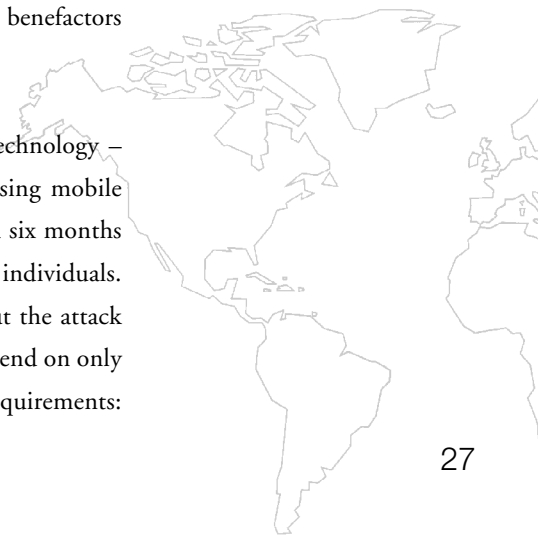 benefactors
echnology –
sing mobile
six months
individuals.
t the attack
end on only
quirements:
27